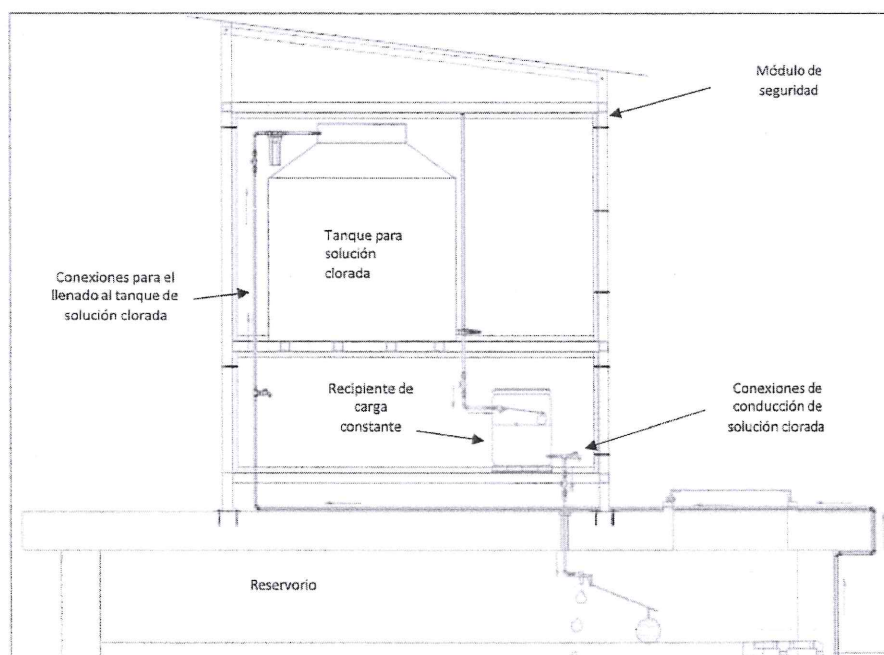 Módulo de
seguridad
Tanque para
solución
clorada
Conexiones para el
llenado al tanque de
solución clorada
Recipiente de
carga
constante
Conexiones de
conducción de
solución clorada
Reservorio